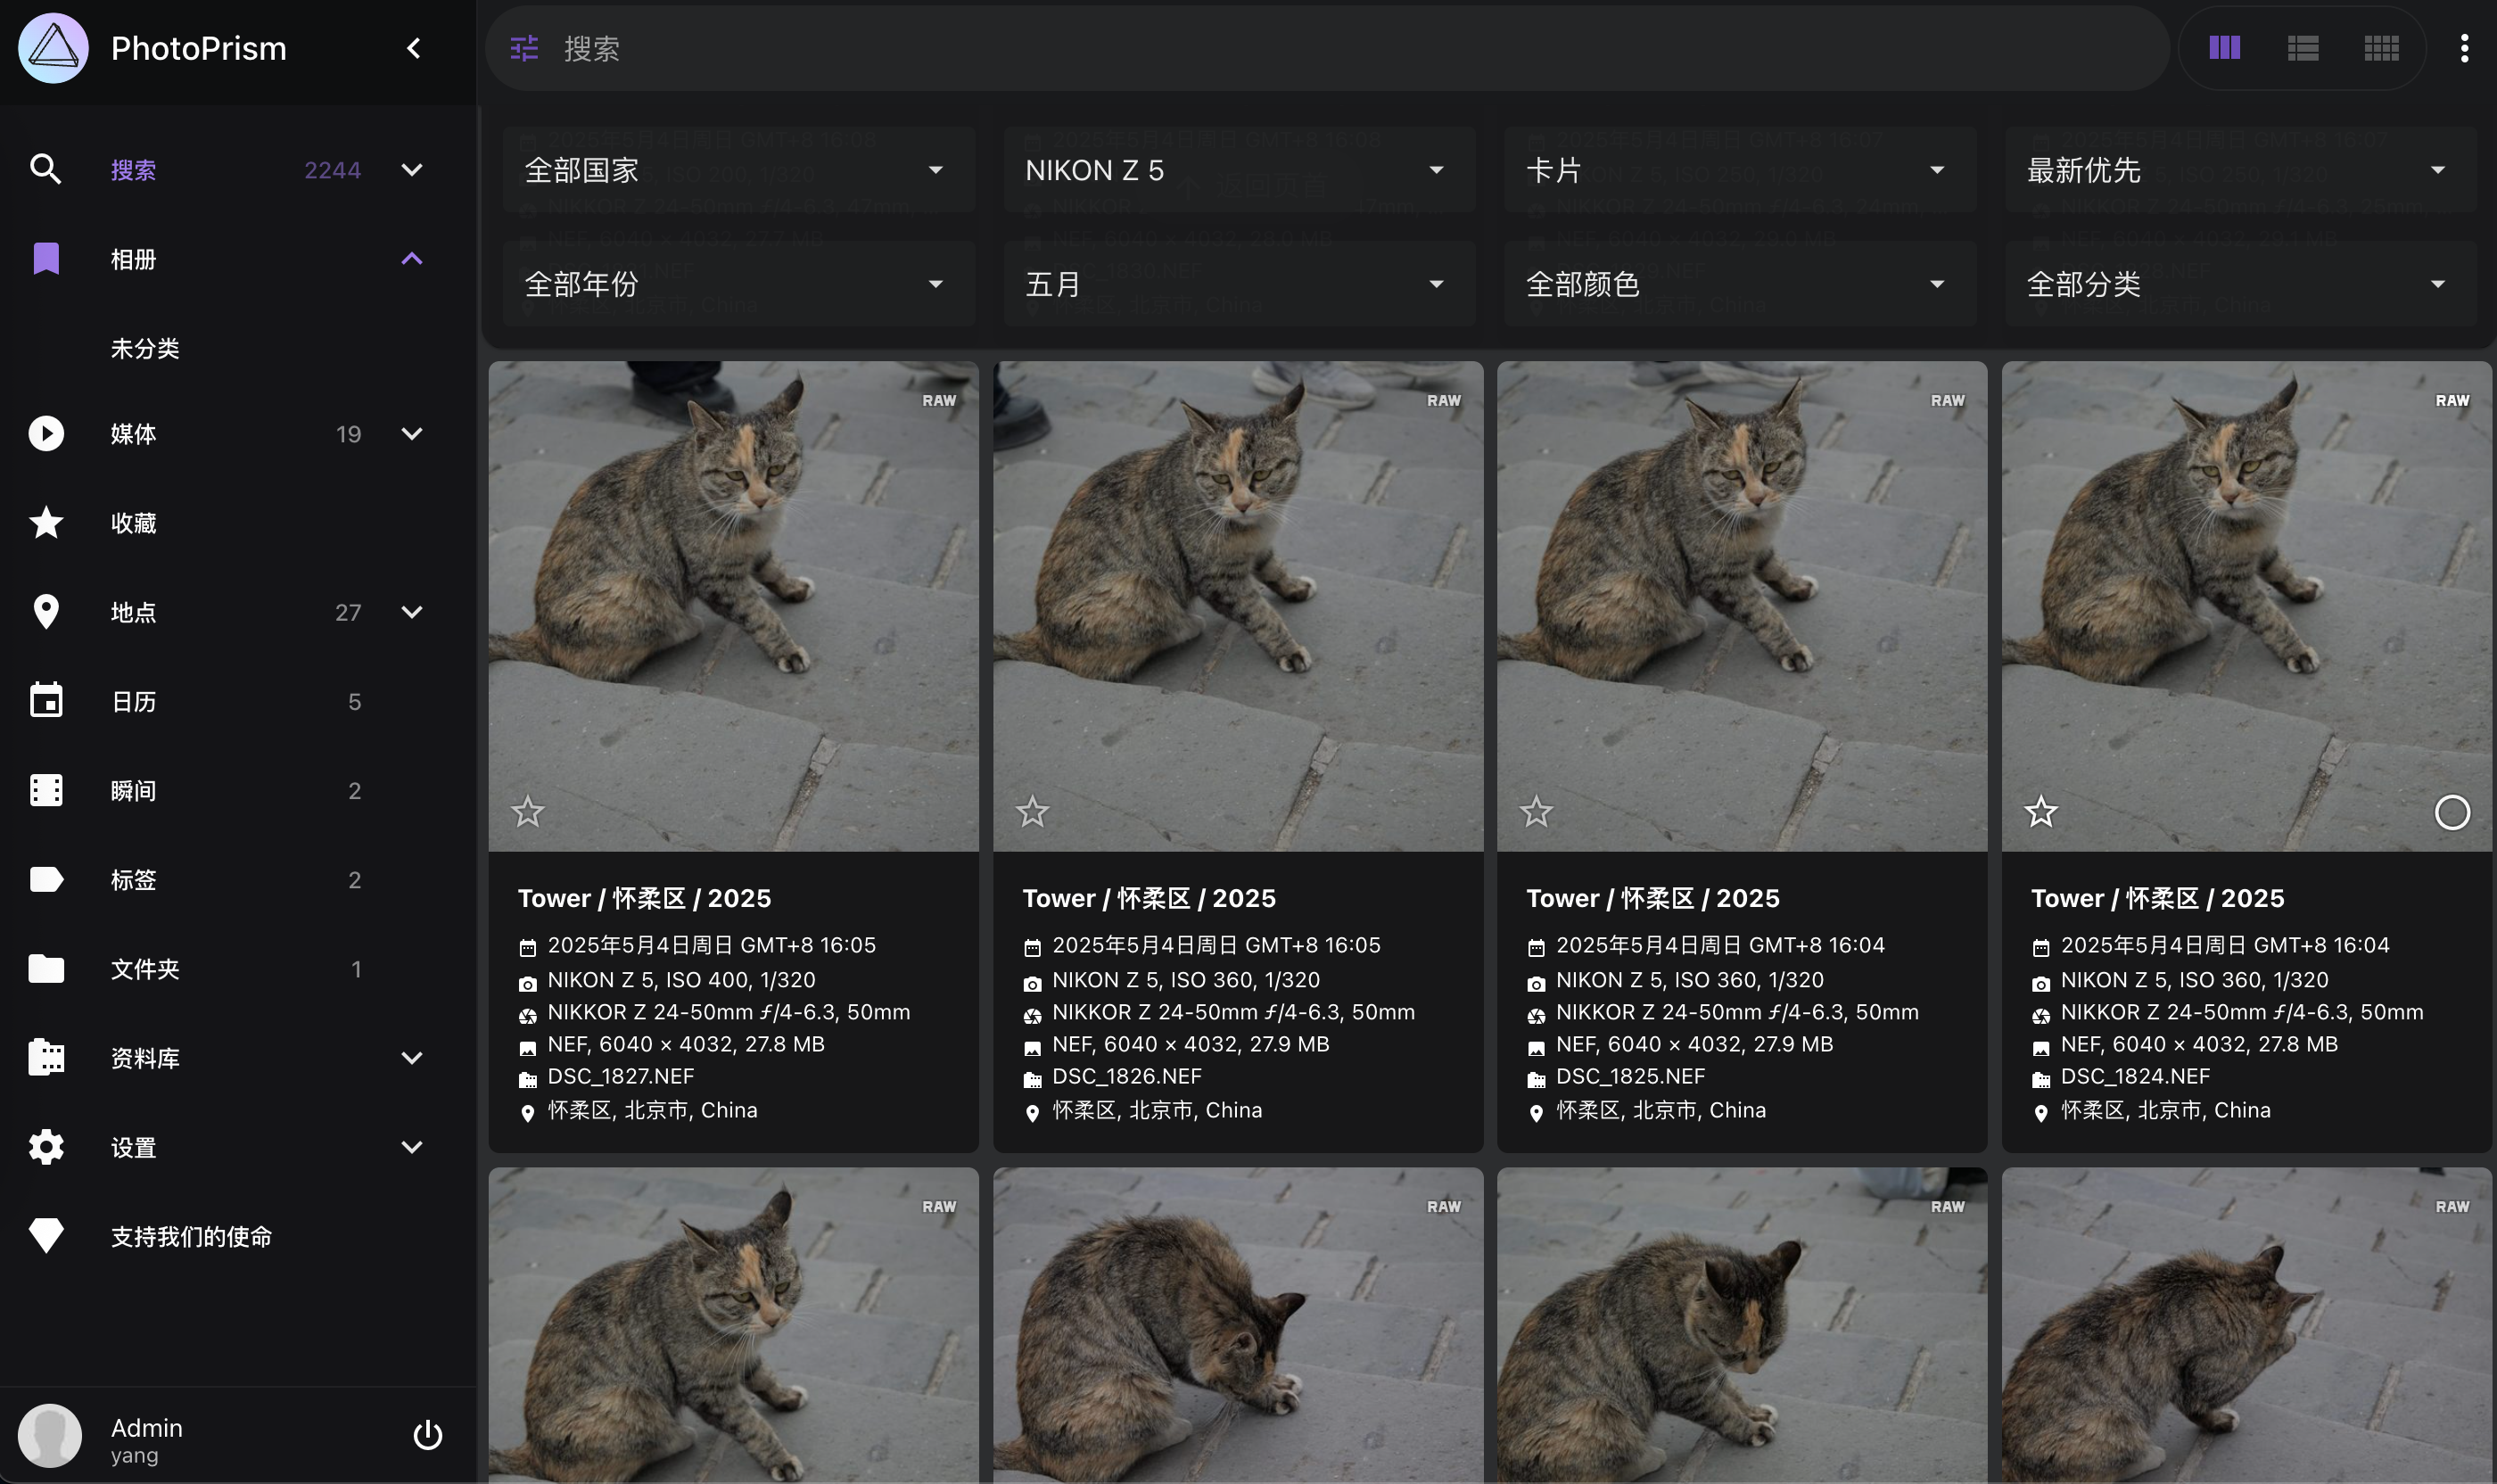 PhotoPrism
搜索
搜索 2244
相册
未分类
媒体 19
收藏
地点 27
日历 5
瞬间 2
标签 2
文件夹 1
资料库
设置
支持我们的使命
Admin
yang
全部国家 NIKON Z 5 卡片 最新优先
全部年份 五月 全部颜色 全部分类
RAW RAW RAW RAW
Tower / 怀柔区 / 2025
2025年5月4日周日 GMT+8 16:05
NIKON Z 5, ISO 400, 1/320
NIKKOR Z 24-50mm ƒ/4-6.3, 50mm
NEF, 6040 × 4032, 27.8 MB
DSC_1827.NEF
怀柔区, 北京市, China
Tower / 怀柔区 / 2025
2025年5月4日周日 GMT+8 16:05
NIKON Z 5, ISO 360, 1/320
NIKKOR Z 24-50mm ƒ/4-6.3, 50mm
NEF, 6040 × 4032, 27.9 MB
DSC_1826.NEF
怀柔区, 北京市, China
Tower / 怀柔区 / 2025
2025年5月4日周日 GMT+8 16:04
NIKON Z 5, ISO 360, 1/320
NIKKOR Z 24-50mm ƒ/4-6.3, 50mm
NEF, 6040 × 4032, 27.9 MB
DSC_1825.NEF
怀柔区, 北京市, China
Tower / 怀柔区 / 2025
2025年5月4日周日 GMT+8 16:04
NIKON Z 5, ISO 360, 1/320
NIKKOR Z 24-50mm ƒ/4-6.3, 50mm
NEF, 6040 × 4032, 27.8 MB
DSC_1824.NEF
怀柔区, 北京市, China
RAW RAW RAW RAW